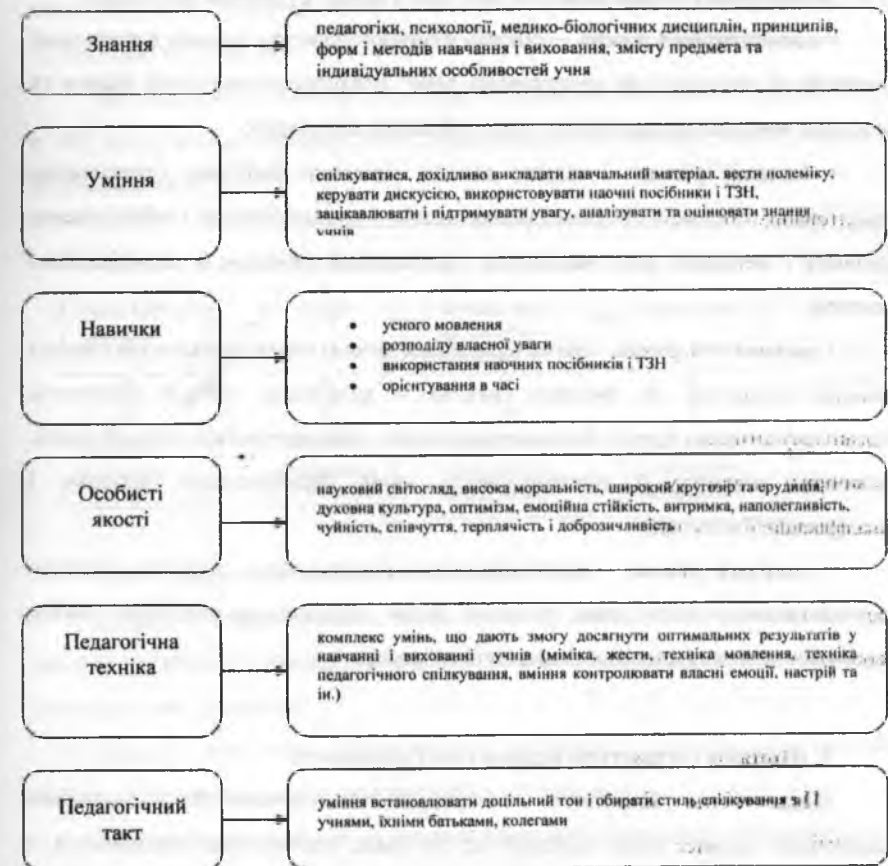 Знання
педагогіки, психології, медико-біологічних дисциплін, принципів,
форм і методів навчання і виховання, змісту предмета та
індивідуальних особливостей учня
Уміння
спілкуватися, дохідливо викладати навчальний матеріал, вести полеміку,
керувати дискусією, використовувати наочні посібники і ТЗН,
зацікавлювати і підтримувати увагу, аналізувати та оцінювати знання
учнів
Навички
• усного мовлення
• розподілу власної уваги
• використання наочних посібників і ТЗН
• орієнтування в часі
Особисті
якості
науковий світогляд, висока моральність, широкий кругозір та ерудиція,
духовна культура, оптимізм, емоційна стійкість, витримка, наполегливість,
чуйність, співчуття, терплячість і доброзичливість
Педагогічна
техніка
комплекс умінь, що дають змогу досягнути оптимальних результатів у
навчанні і вихованні учнів (міміка, жести, техніка мовлення, техніка
педагогічного спілкування, вміння контролювати власні емоції, настрій та
ін.)
Педагогічний
такт
уміння встановлювати доцільний тон і обирати стиль спілкування з
учнями, їхніми батьками, колегами